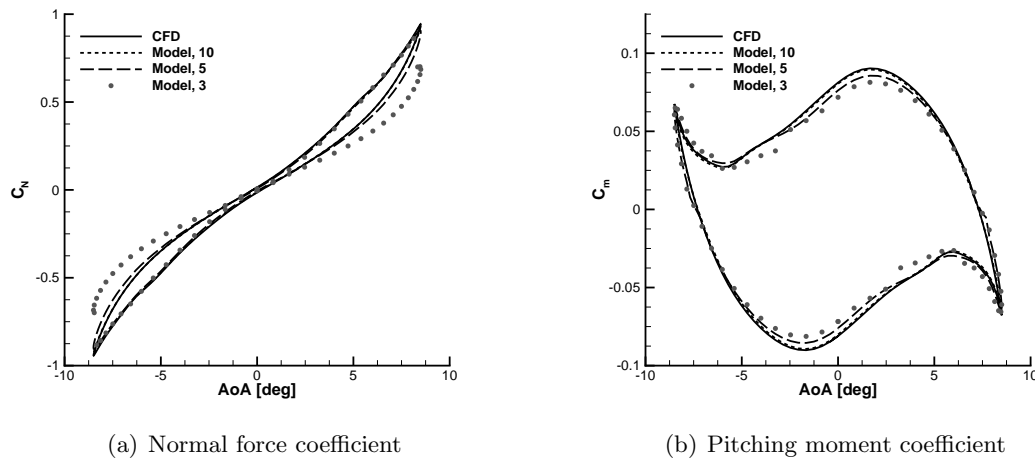 CFD
Model, 10
Model, 5
Model, 3
1
0.5
0
-0.5
-1
C_N
-10
-5
0
5
10
AoA [deg]
(a) Normal force coefficient
CFD
Model, 10
Model, 5
Model, 3
0.1
0.05
0
-0.05
-0.1
C_m
-10
-5
0
5
10
AoA [deg]
(b) Pitching moment coefficient